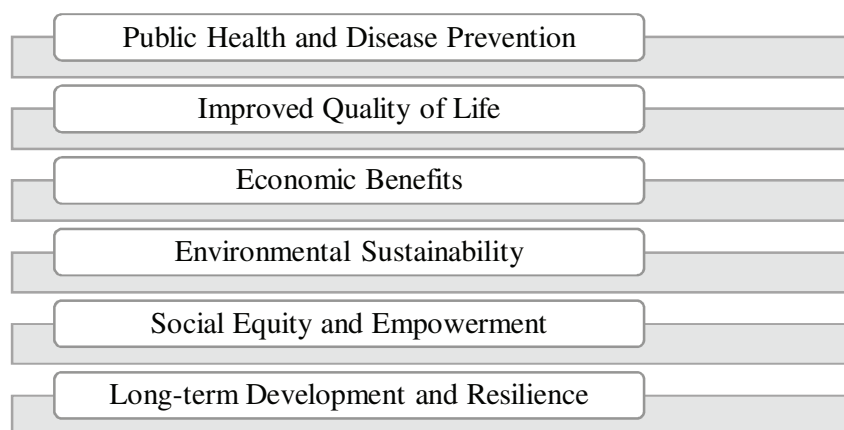 Public Health and Disease Prevention
Improved Quality of Life
Economic Benefits
Environmental Sustainability
Social Equity and Empowerment
Long-term Development and Resilience